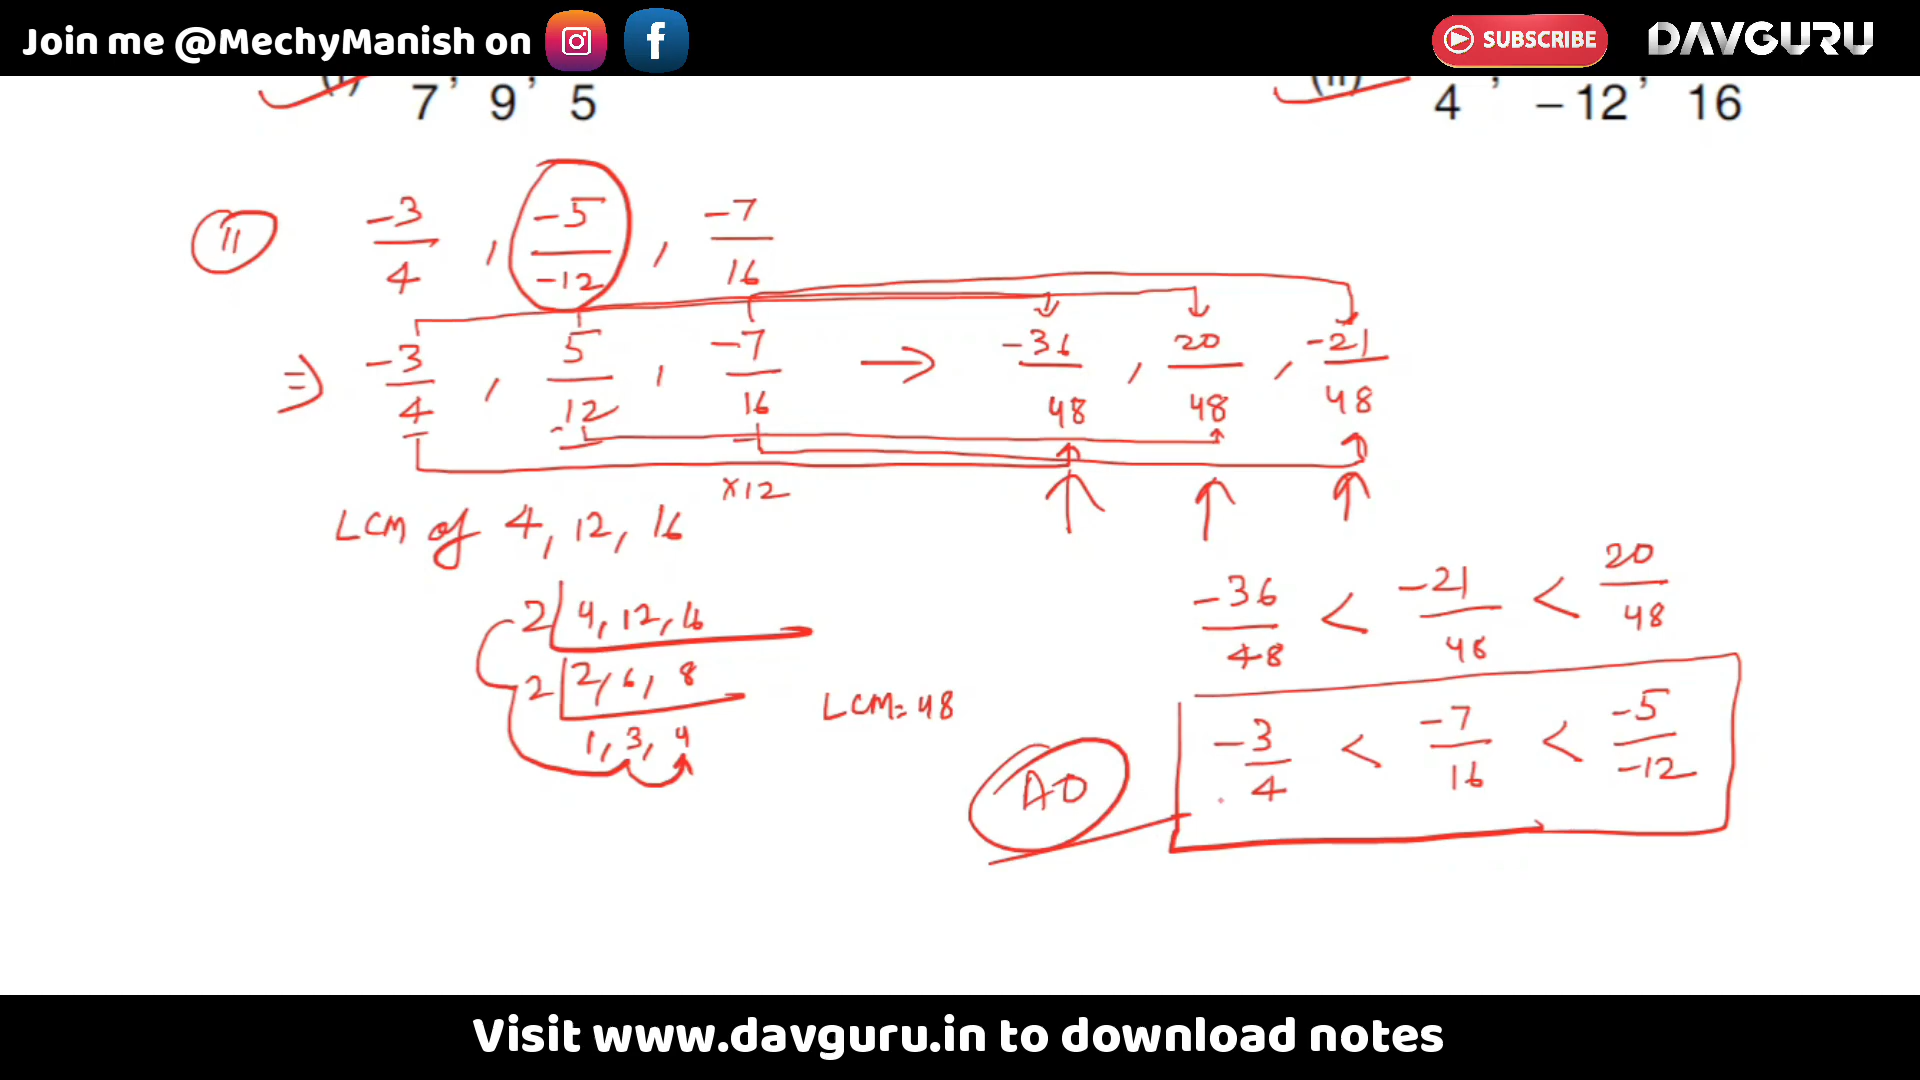 Join me @MechyManish on SUBSCRIBE DAVGURU
(i) 7 , 9 , 5 (ii) 4 , -12 , 16
(ii) -3/4 , -5/-12 , -7/16
⇒ -3/4 , 5/12 , -7/16 → -36/48 , 20/48 , -21/48
×12
LCM of 4, 12, 16
2 | 4, 12, 16
2 | 2, 6, 8
1, 3, 4
LCM = 48
-36/48 < -21/48 < 20/48
AO -3/4 < -7/16 < -5/-12
Visit www.davguru.in to download notes